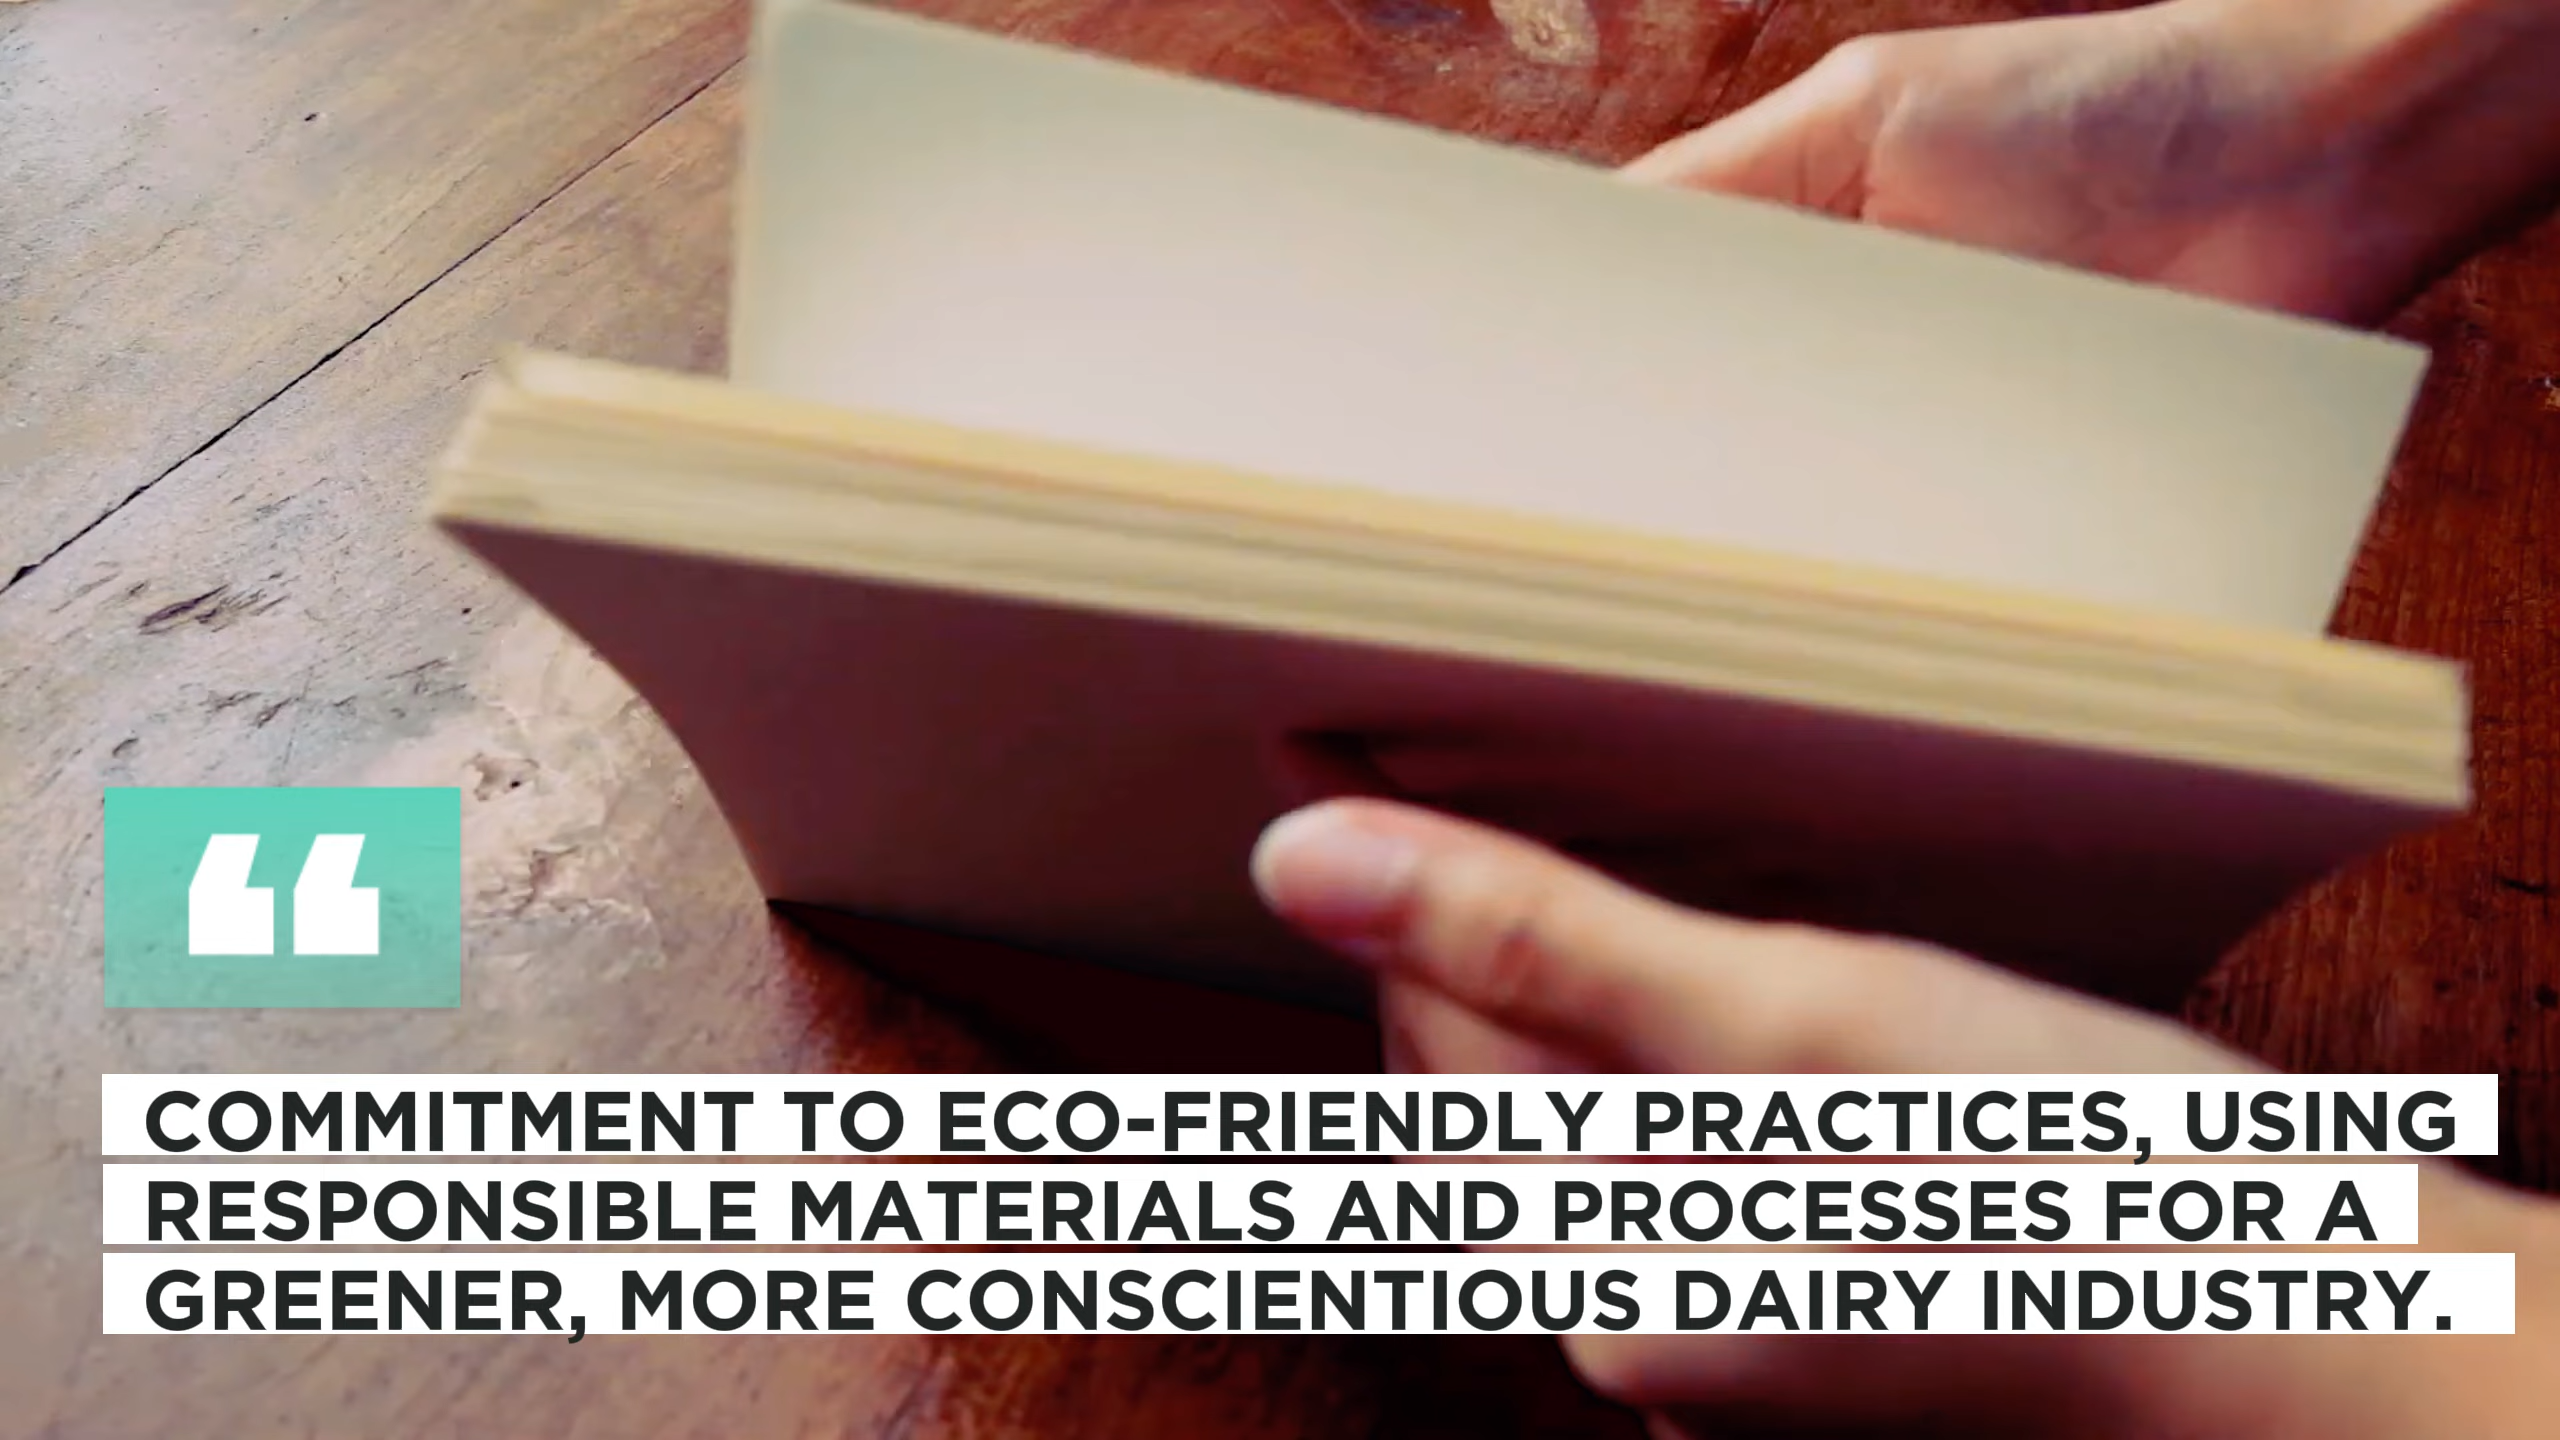 “
COMMITMENT TO ECO-FRIENDLY PRACTICES, USING
RESPONSIBLE MATERIALS AND PROCESSES FOR A
GREENER, MORE CONSCIENTIOUS DAIRY INDUSTRY.